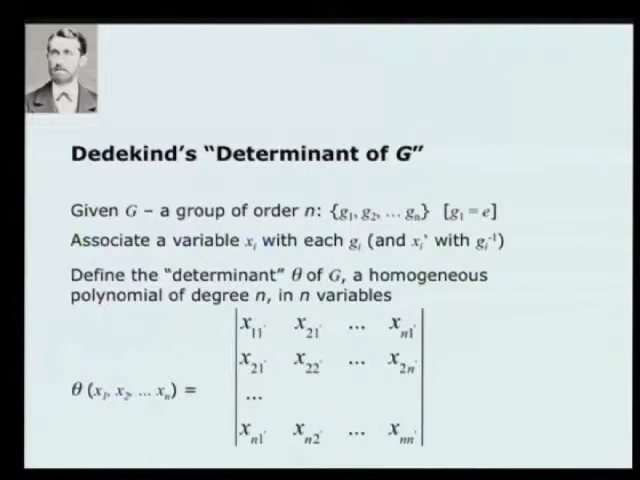 Dedekind's "Determinant of G"
Given G – a group of order n: {g₁, g₂, ... gₙ} [g₁ = e]
Associate a variable xᵢ with each gᵢ (and xᵢ' with gᵢ⁻¹)
Define the "determinant" θ of G, a homogeneous
polynomial of degree n, in n variables
x₁₁' x₂₁' ... xₙ₁'
x₂₁' x₂₂' ... x₂ₙ'
θ (x₁, x₂, ... xₙ) =
...
xₙ₁' xₙ₂' ... xₙₙ'